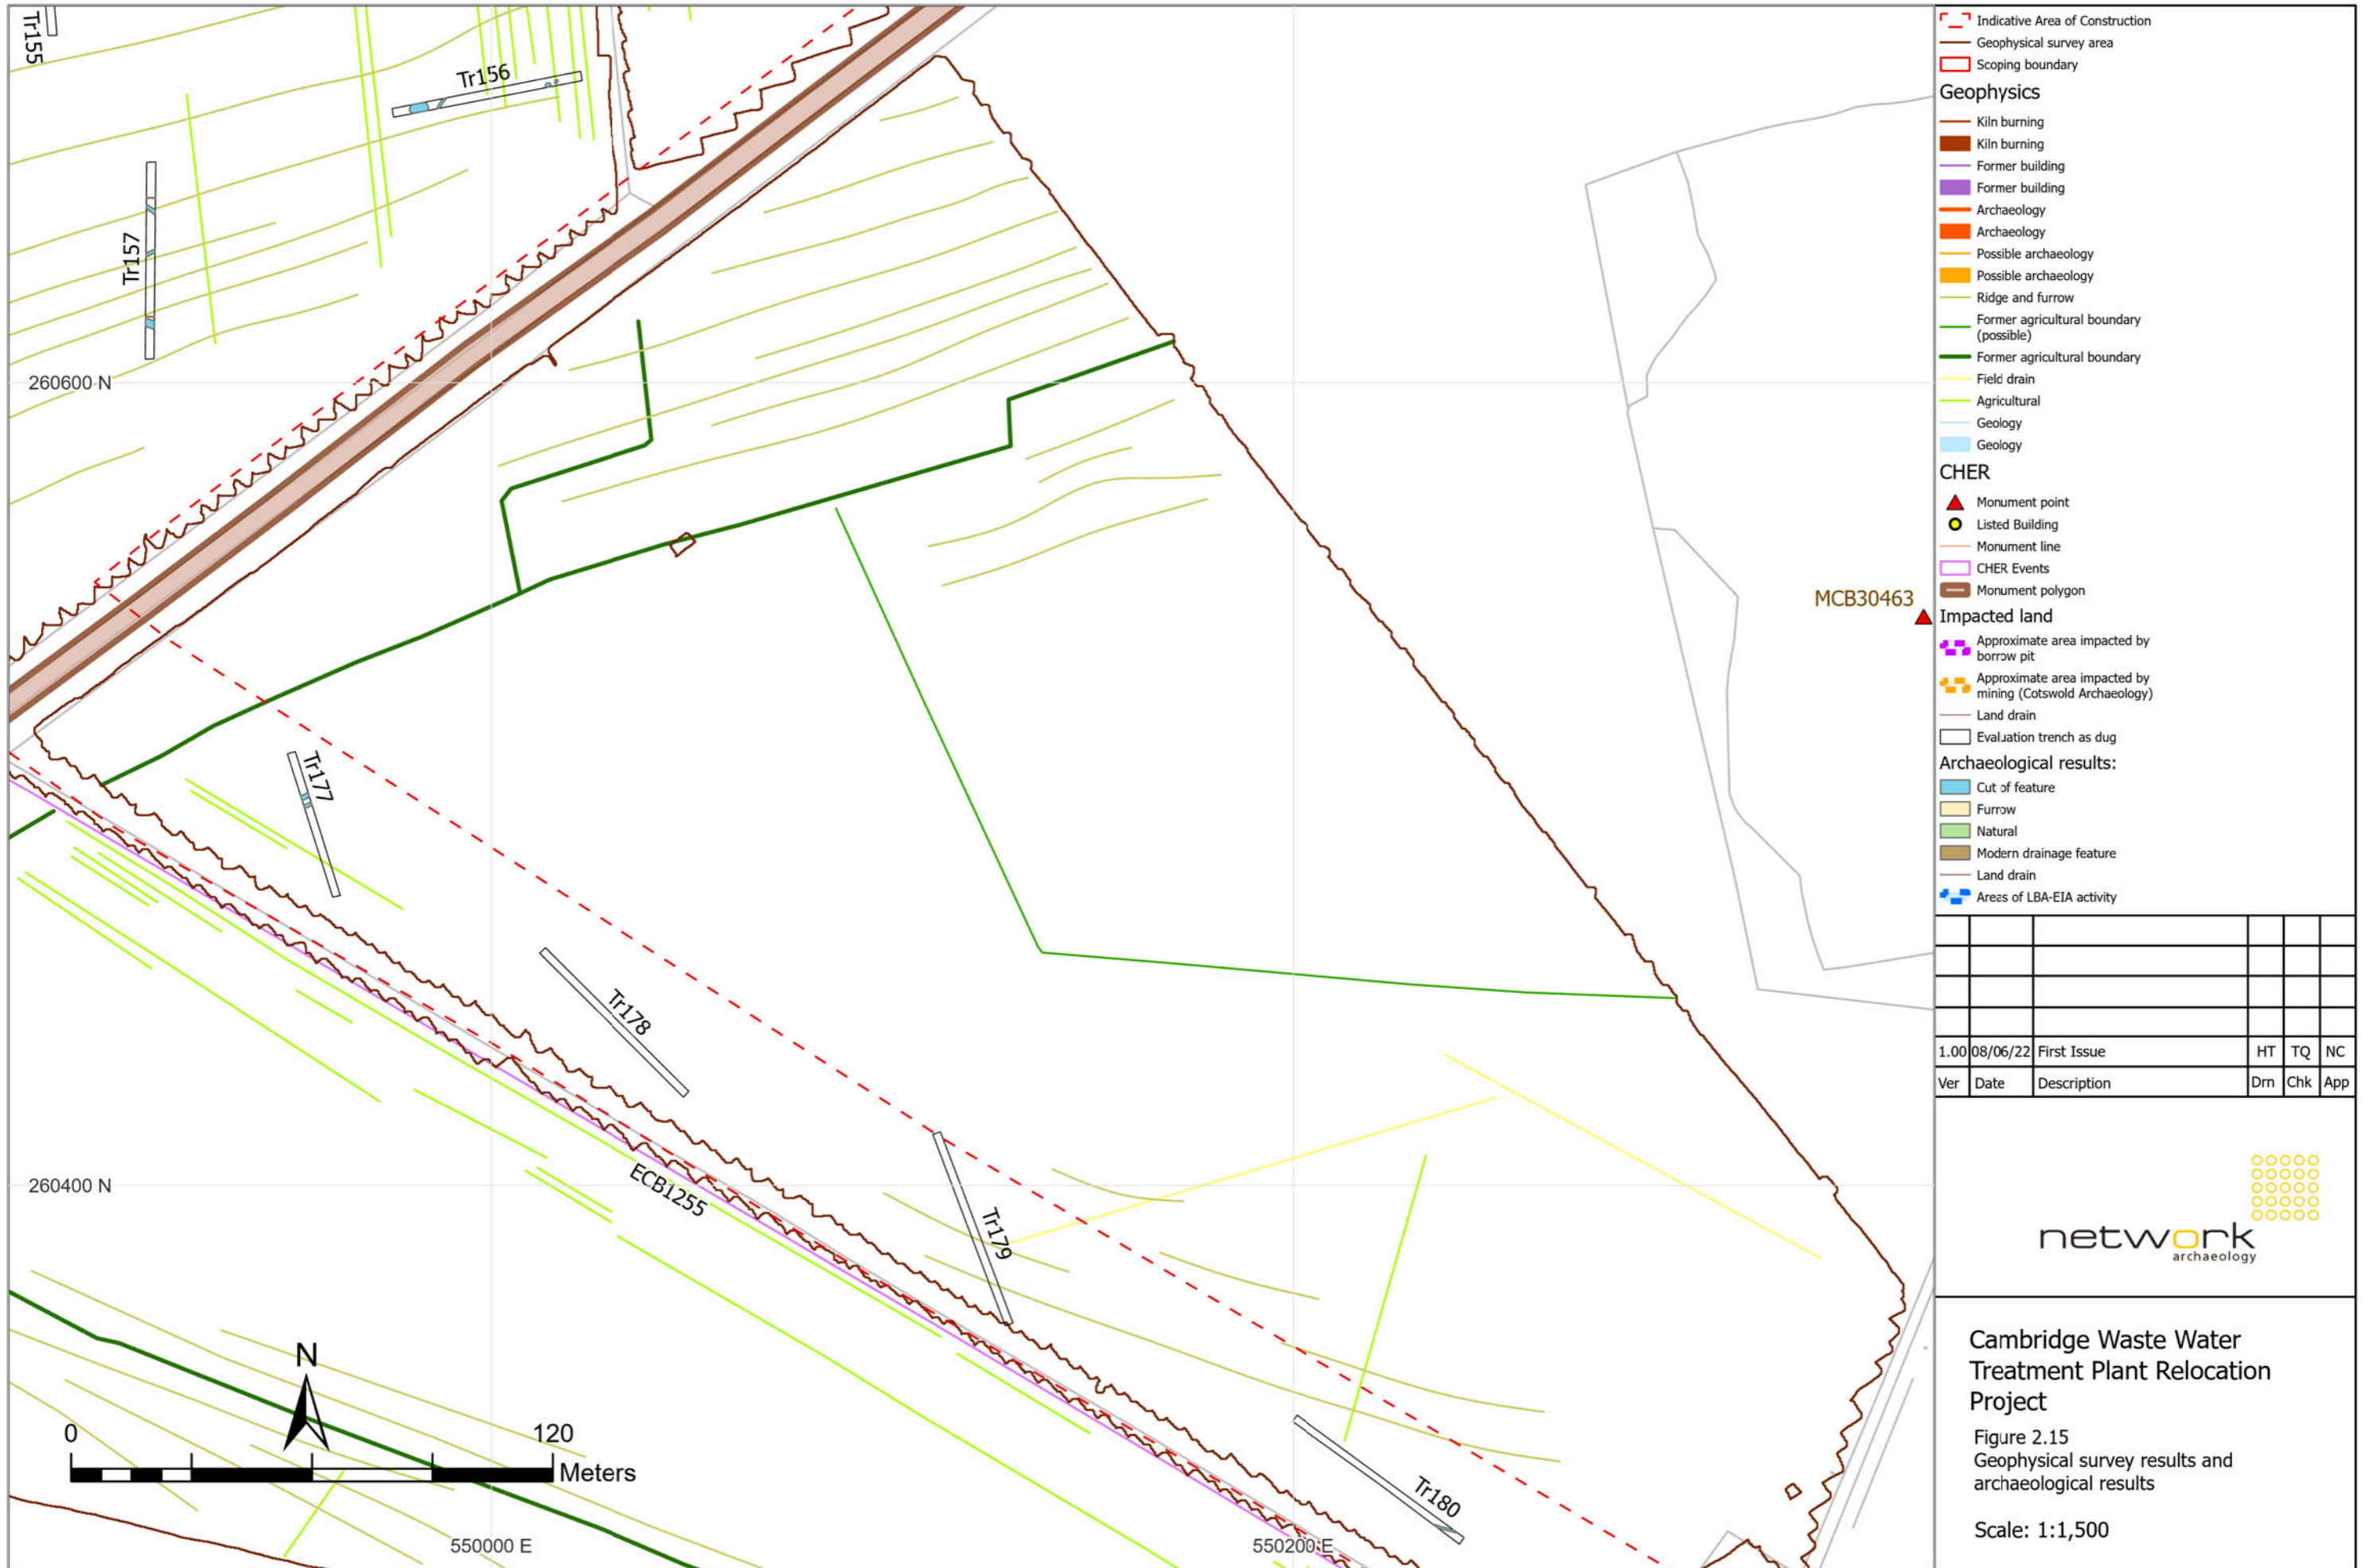 Tr155
Tr156
Tr157
260600 N
MCB30463
Tr177
Tr178
260400 N
ECB1255
Tr179
Tr180
N
0
120
Meters
550000 E
550200 E
Indicative Area of Construction
Geophysical survey area
Scoping boundary
Geophysics
Kiln burning
Kiln burning
Former building
Former building
Archaeology
Archaeology
Possible archaeology
Possible archaeology
Ridge and furrow
Former agricultural boundary
(possible)
Former agricultural boundary
Field drain
Agricultural
Geology
Geology
CHER
Monument point
Listed Building
Monument line
CHER Events
Monument polygon
Impacted land
Approximate area impacted by
borrow pit
Approximate area impacted by
mining (Cotswold Archaeology)
Land drain
Evaluation trench as dug
Archaeological results:
Cut of feature
Furrow
Natural
Modern drainage feature
Land drain
Areas of LBA-EIA activity
1.00 08/06/22 First Issue HT TQ NC
Ver Date Description Drn Chk App
network
archaeology
Cambridge Waste Water
Treatment Plant Relocation
Project
Figure 2.15
Geophysical survey results and
archaeological results
Scale: 1:1,500